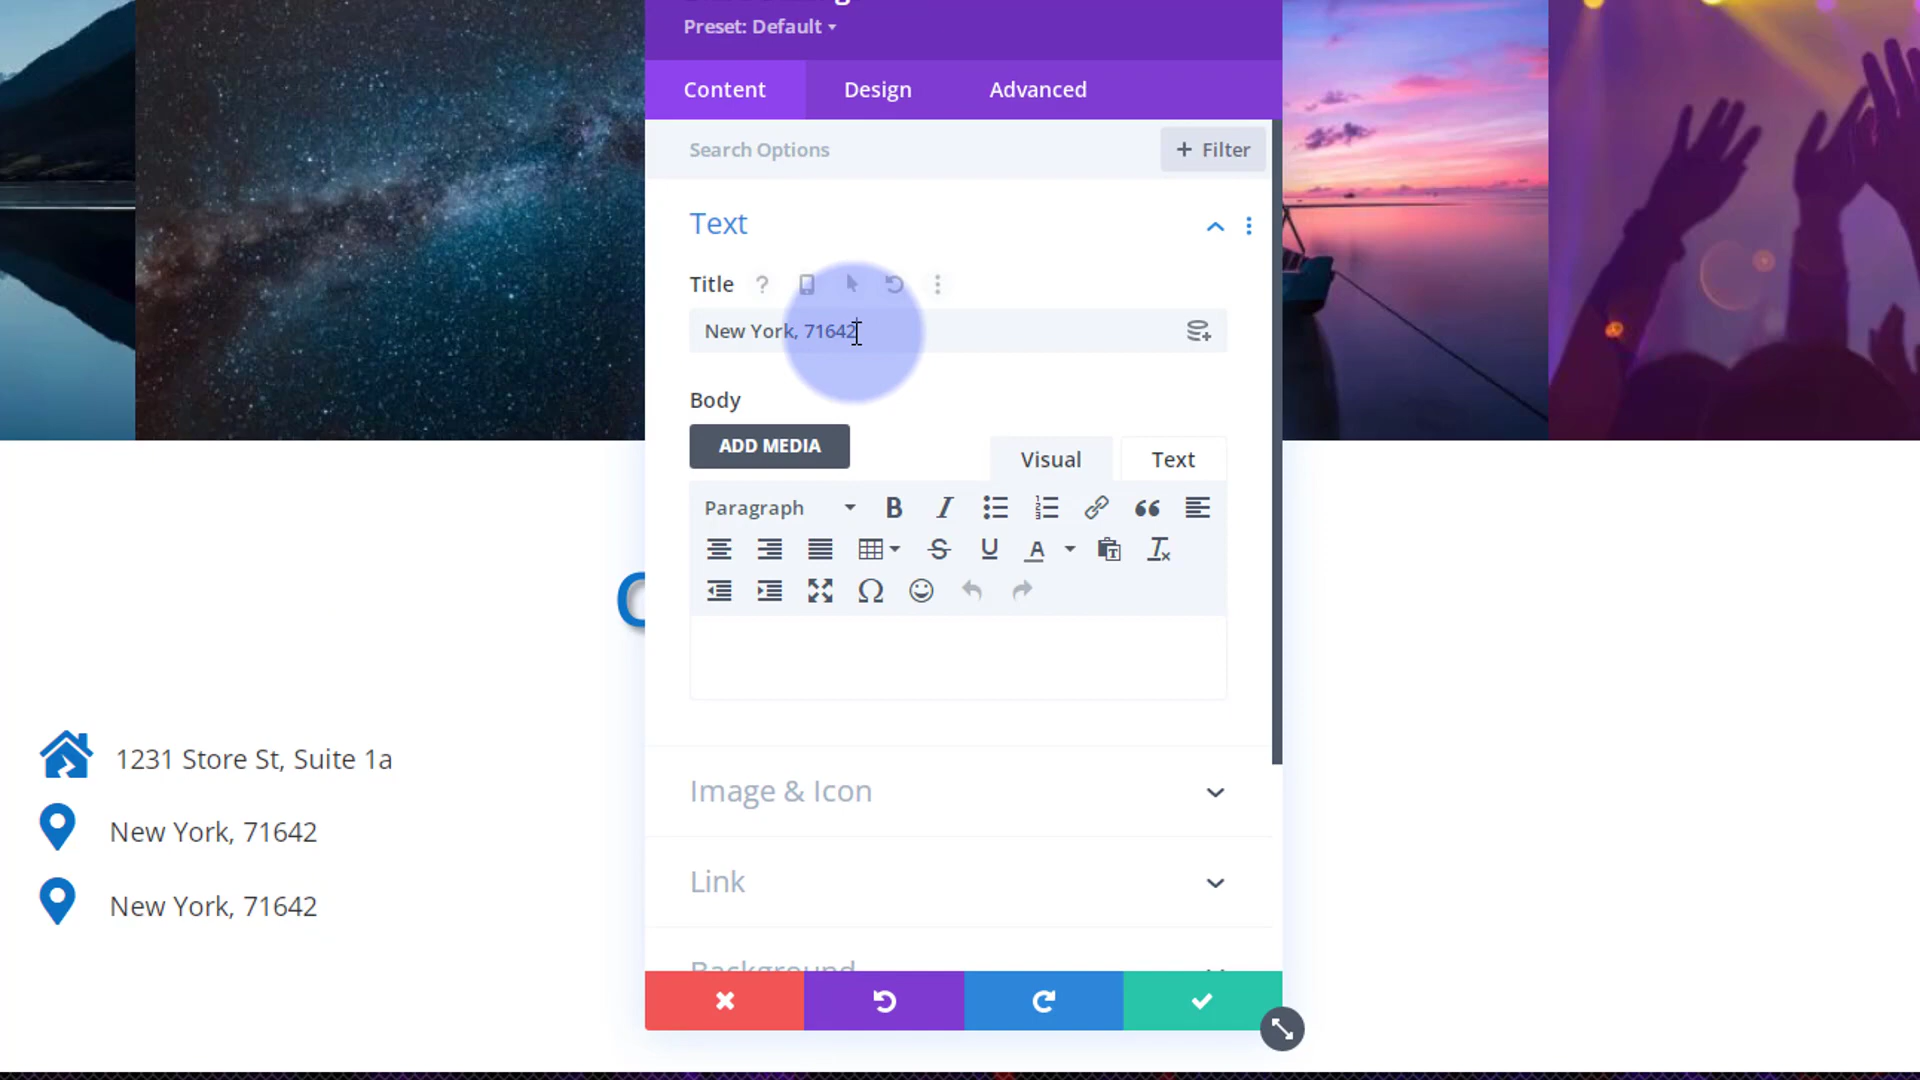 Preset: Default
Content Design Advanced
Search Options + Filter
Text
Title ?
New York, 71642
Body
ADD MEDIA
Visual Text
Paragraph
1231 Store St, Suite 1a
New York, 71642
New York, 71642
Image & Icon
Link
Background